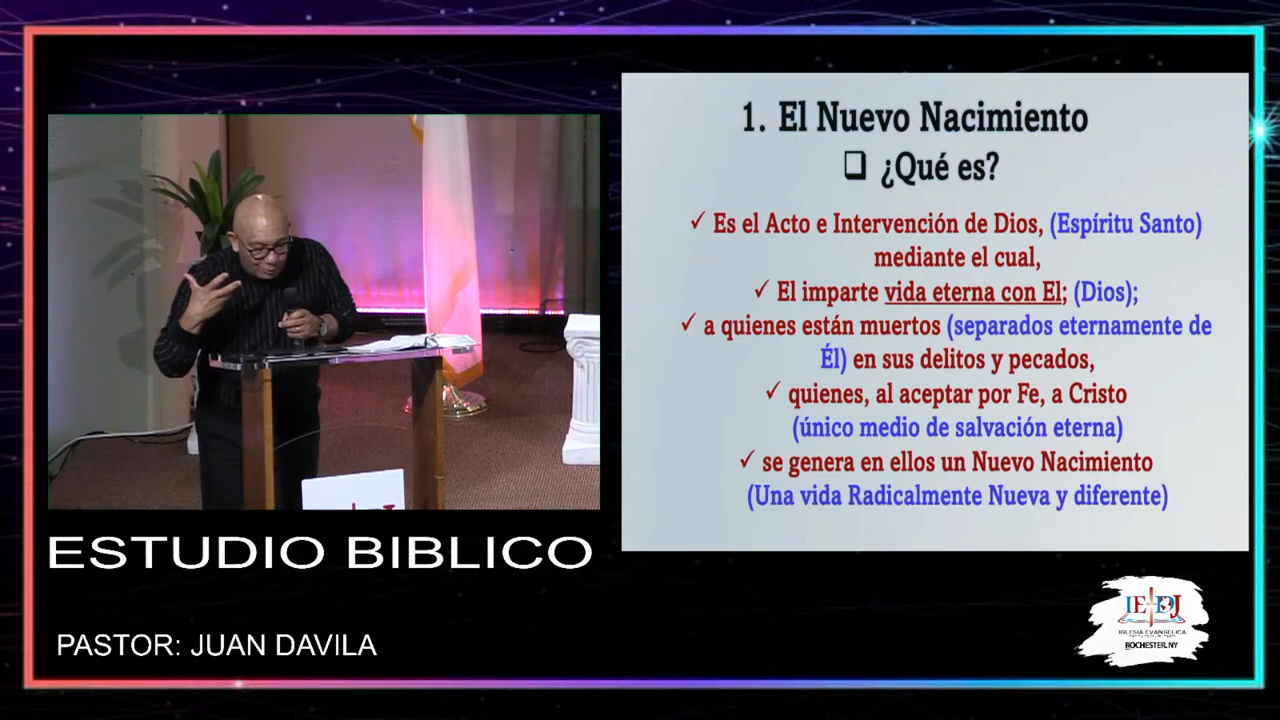 1. El Nuevo Nacimiento
❑ ¿Qué es?
✓ Es el Acto e Intervención de Dios, (Espíritu Santo)
mediante el cual,
✓ El imparte vida eterna con El; (Dios);
✓ a quienes están muertos (separados eternamente de
Él) en sus delitos y pecados,
✓ quienes, al aceptar por Fe, a Cristo
(único medio de salvación eterna)
✓ se genera en ellos un Nuevo Nacimiento
(Una vida Radicalmente Nueva y diferente)
ESTUDIO BIBLICO
PASTOR: JUAN DAVILA
IGLESIA EVANGELICA
ROCHESTER, NY